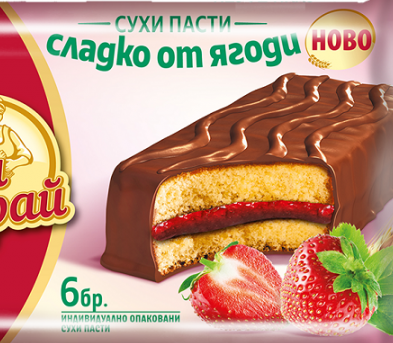 СУХИ ПАСТИ
сладко от ягоди
НОВО
6бр.
ИНДИВИДУАЛНО ОПАКОВАНИ
СУХИ ПАСТИ